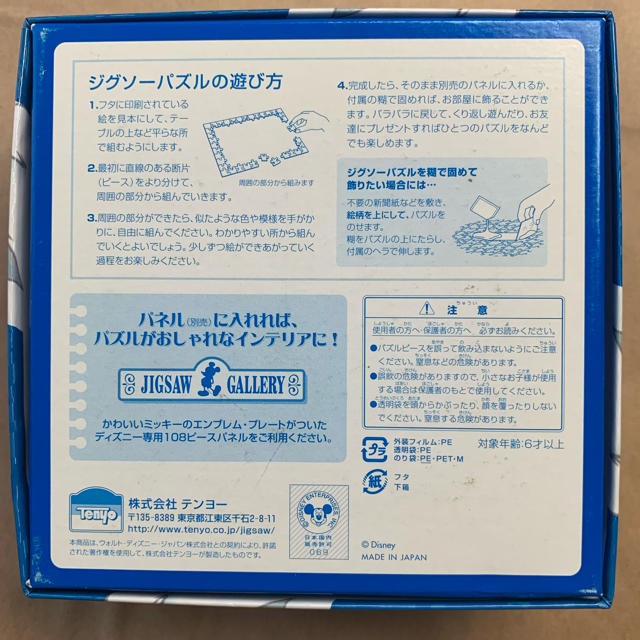 ジグソーパズルの遊び方
1.フタに印刷されている
絵を見本にして、テー
ブルの上など平らな所
で組むようにします。
2.最初に直線のある断片
(ピース)をより分けて、
周囲の部分から組んでいきます。
周囲の部分から組みます
3.周囲の部分ができたら、似たような色や模様を手がか
りに、自由に組んでください。わかりやすい所から組ん
でいくとよいでしょう。少しずつ絵ができあがっていく
過程をお楽しみください。
4.完成したら、そのまま別売のパネルに入れるか、
付属の糊で固めれば、お部屋に飾ることができ
ます。バラバラに戻して、くり返し遊んだり、お友
達にプレゼントすればひとつのパズルをなんど
でも楽しめます。
ジグソーパズルを糊で固めて
飾りたい場合には…
不要の新聞紙などを敷き、
絵柄を上にして、パズルを
のせます。
糊をパズルの上にたらし、
付属のヘラで伸します。
パネル(別売)に入れれば、
パズルがおしゃれなインテリアに!
JIGSAW GALLERY
かわいいミッキーのエンブレム・プレートがついた
ディズニー専用108ピースパネルをご利用ください。
注意
使用者の方へ 保護者の方へ 必ずお読みください。
●パズルピースを誤って飲み込まないようにご注意
ください。窒息などの危険があります。
●誤飲の危険がありますので、小さなお子様が使用
する場合は保護者のもとで使用してください。
●透明袋を頭からかぶったり、顔を覆ったりしない
でください。窒息する危険があります。
プラ
外装フィルム:PE
透明袋:PE
のり袋:PE・PET・M
対象年齢:6才以上
紙
フタ
下箱
Tenyo
株式会社 テンヨー
〒135-8389 東京都江東区千石2-8-11
http://www.tenyo.co.jp/jigsaw/
本商品は、ウォルト・ディズニー・ジャパン株式会社との契約により、許諾
された著作権を使用して、株式会社テンヨーが製造したものです。
©DISNEY ENTERPRISES, INC.
日本国内
販売許可
069
© Disney
MADE IN JAPAN